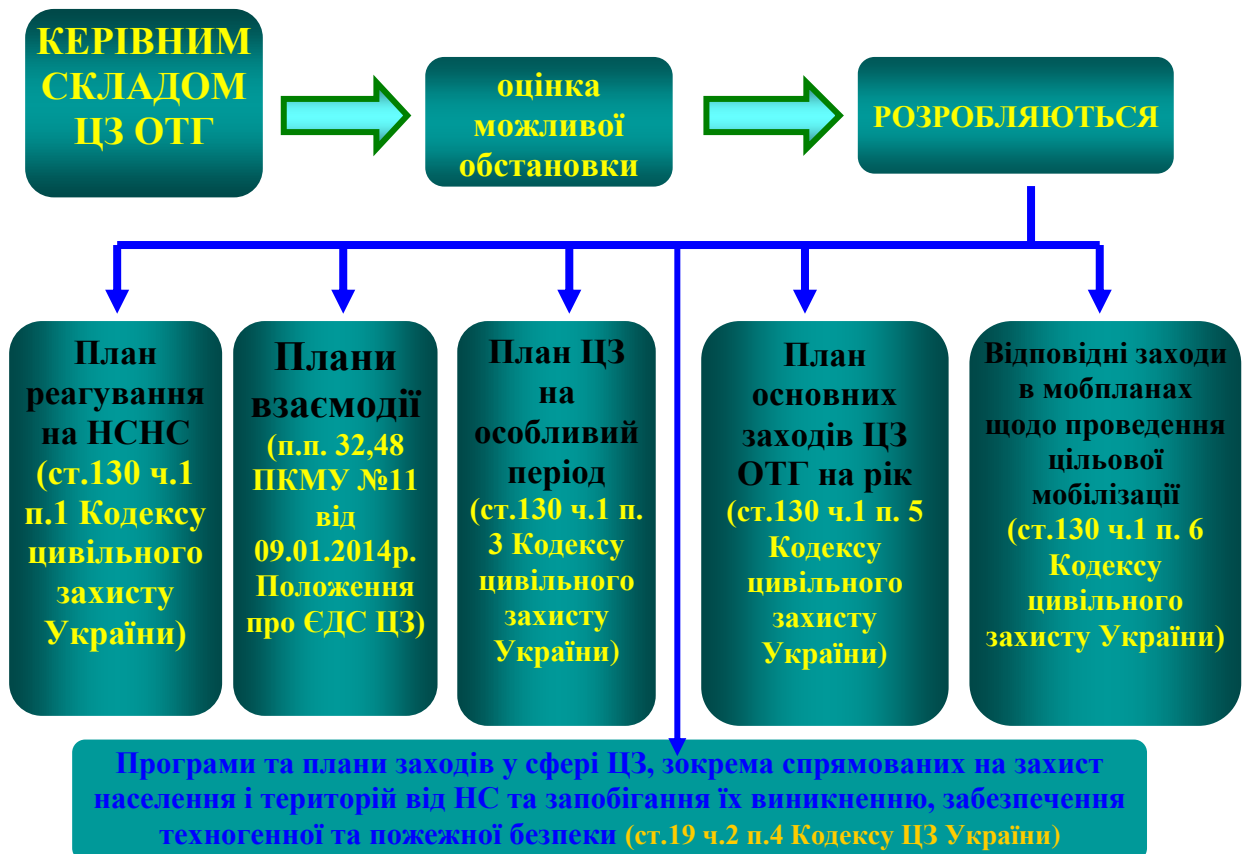 КЕРІВНИМ
СКЛАДОМ
ЦЗ ОТГ
оцінка
можливої
обстановки
РОЗРОБЛЯЮТЬСЯ
План
реагування
на НСНС
(ст.130 ч.1
п.1 Кодексу
цивільного
захисту
України)
Плани
взаємодії
(п.п. 32,48
ПКМУ №11
від
09.01.2014р.
Положення
про ЄДС ЦЗ)
План ЦЗ
на
особливий
період
(ст.130 ч.1 п.
3 Кодексу
цивільного
захисту
України)
План
основних
заходів ЦЗ
ОТГ на рік
(ст.130 ч.1 п. 5
Кодексу
цивільного
захисту
України)
Відповідні заходи
в мобпланах
щодо проведення
цільової
мобілізації
(ст.130 ч.1 п. 6
Кодексу
цивільного
захисту України)
Програми та плани заходів у сфері ЦЗ, зокрема спрямованих на захист
населення і територій від НС та запобігання їх виникненню, забезпечення
техногенної та пожежної безпеки (ст.19 ч.2 п.4 Кодексу ЦЗ України)